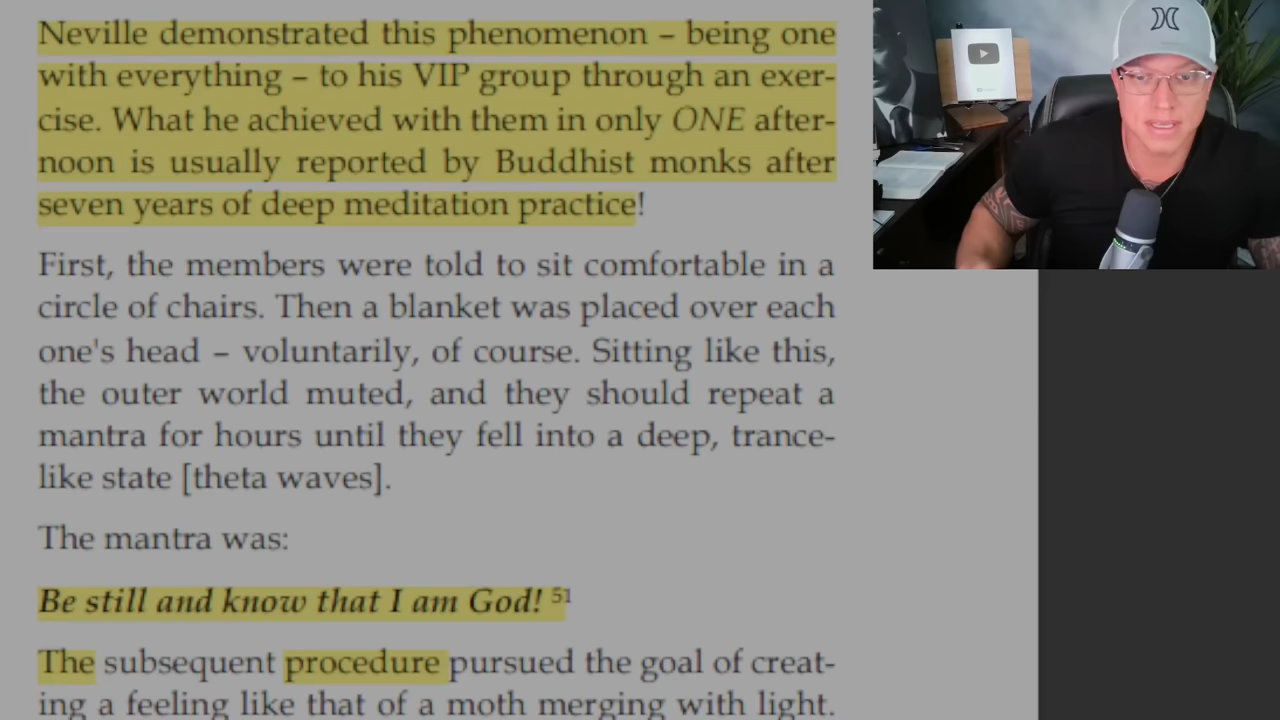 Neville demonstrated this phenomenon – being one
with everything – to his VIP group through an exer-
cise. What he achieved with them in only ONE after-
noon is usually reported by Buddhist monks after
seven years of deep meditation practice!
First, the members were told to sit comfortable in a
circle of chairs. Then a blanket was placed over each
one's head – voluntarily, of course. Sitting like this,
the outer world muted, and they should repeat a
mantra for hours until they fell into a deep, trance-
like state [theta waves].
The mantra was:
Be still and know that I am God! 51
The subsequent procedure pursued the goal of creat-
ing a feeling like that of a moth merging with light.